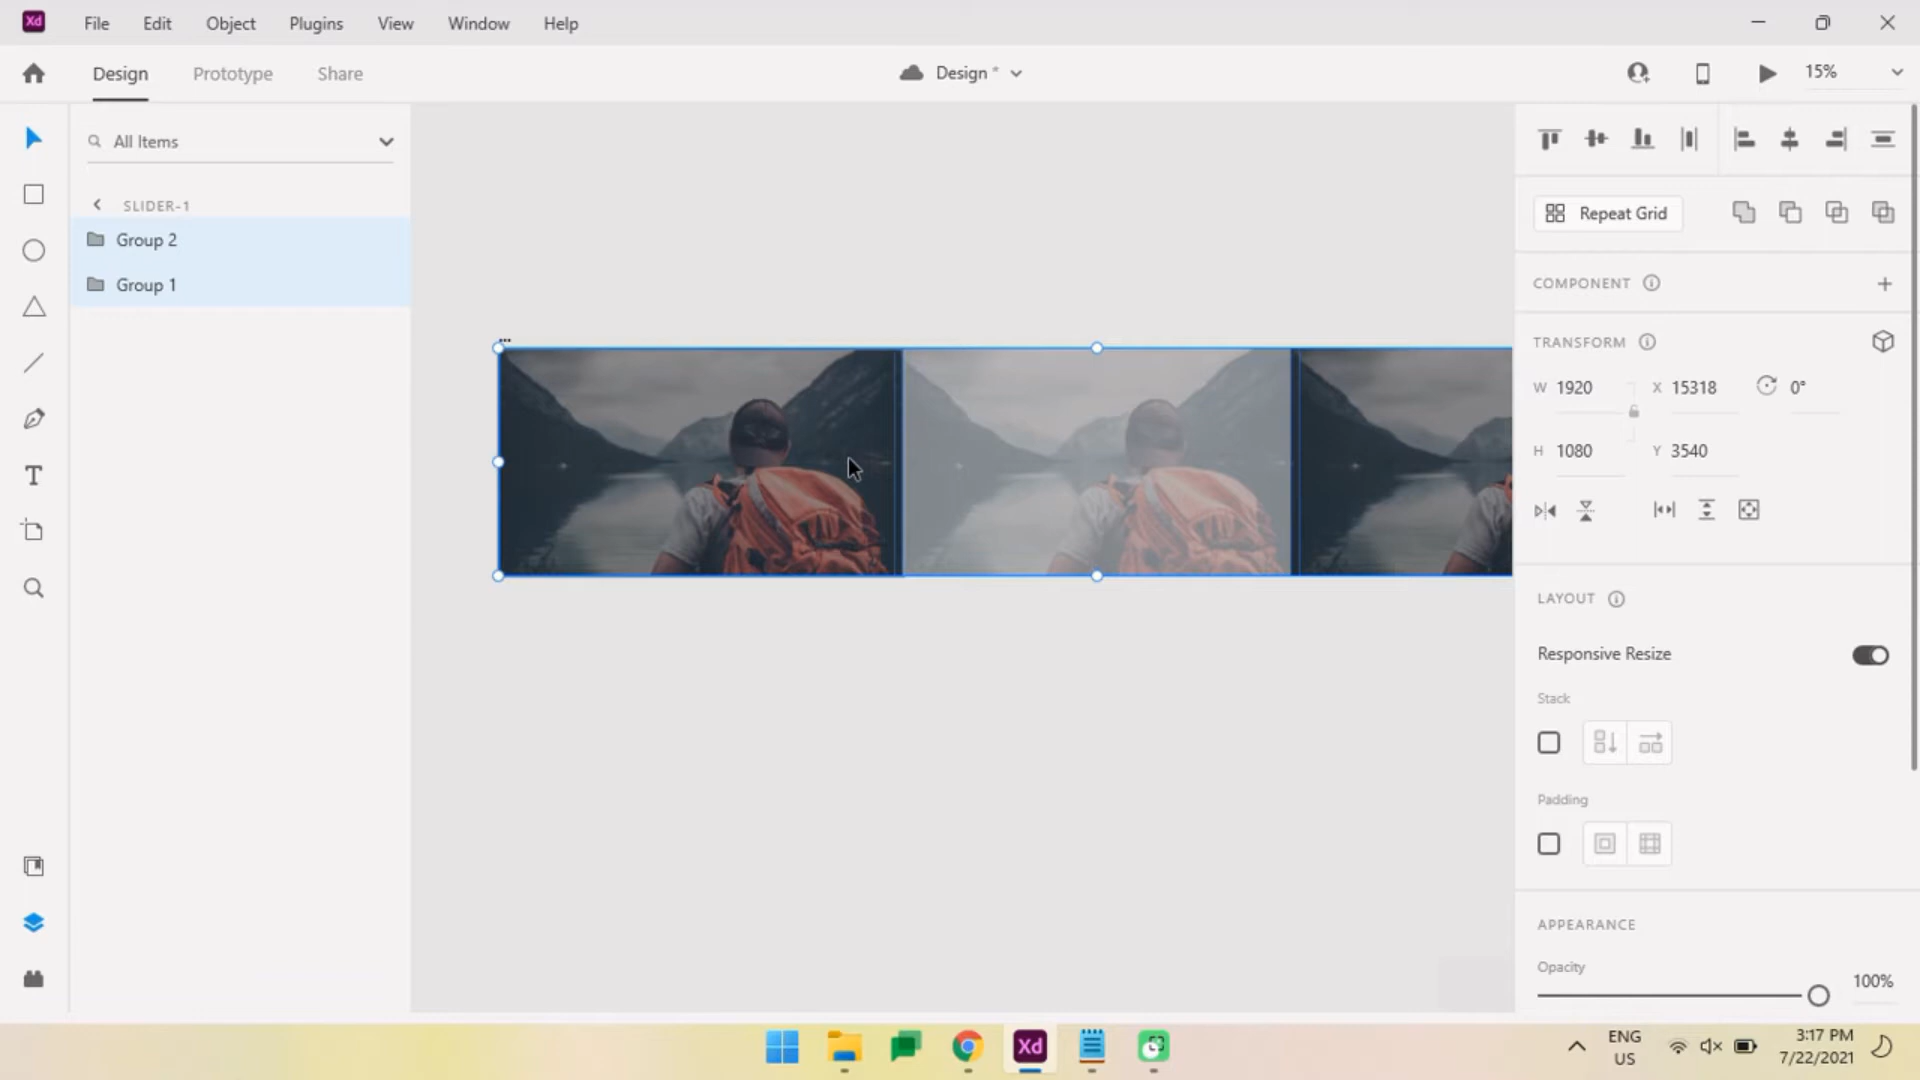 Xd File Edit Object Plugins View Window Help
Design Prototype Share Design * 15%
All Items
SLIDER-1
Group 2
Group 1
Repeat Grid
COMPONENT
TRANSFORM
W 1920 X 15318 0°
H 1080 Y 3540
LAYOUT
Responsive Resize
Stack
Padding
APPEARANCE
Opacity
100%
Xd
ENG
US
3:17 PM
7/22/2021